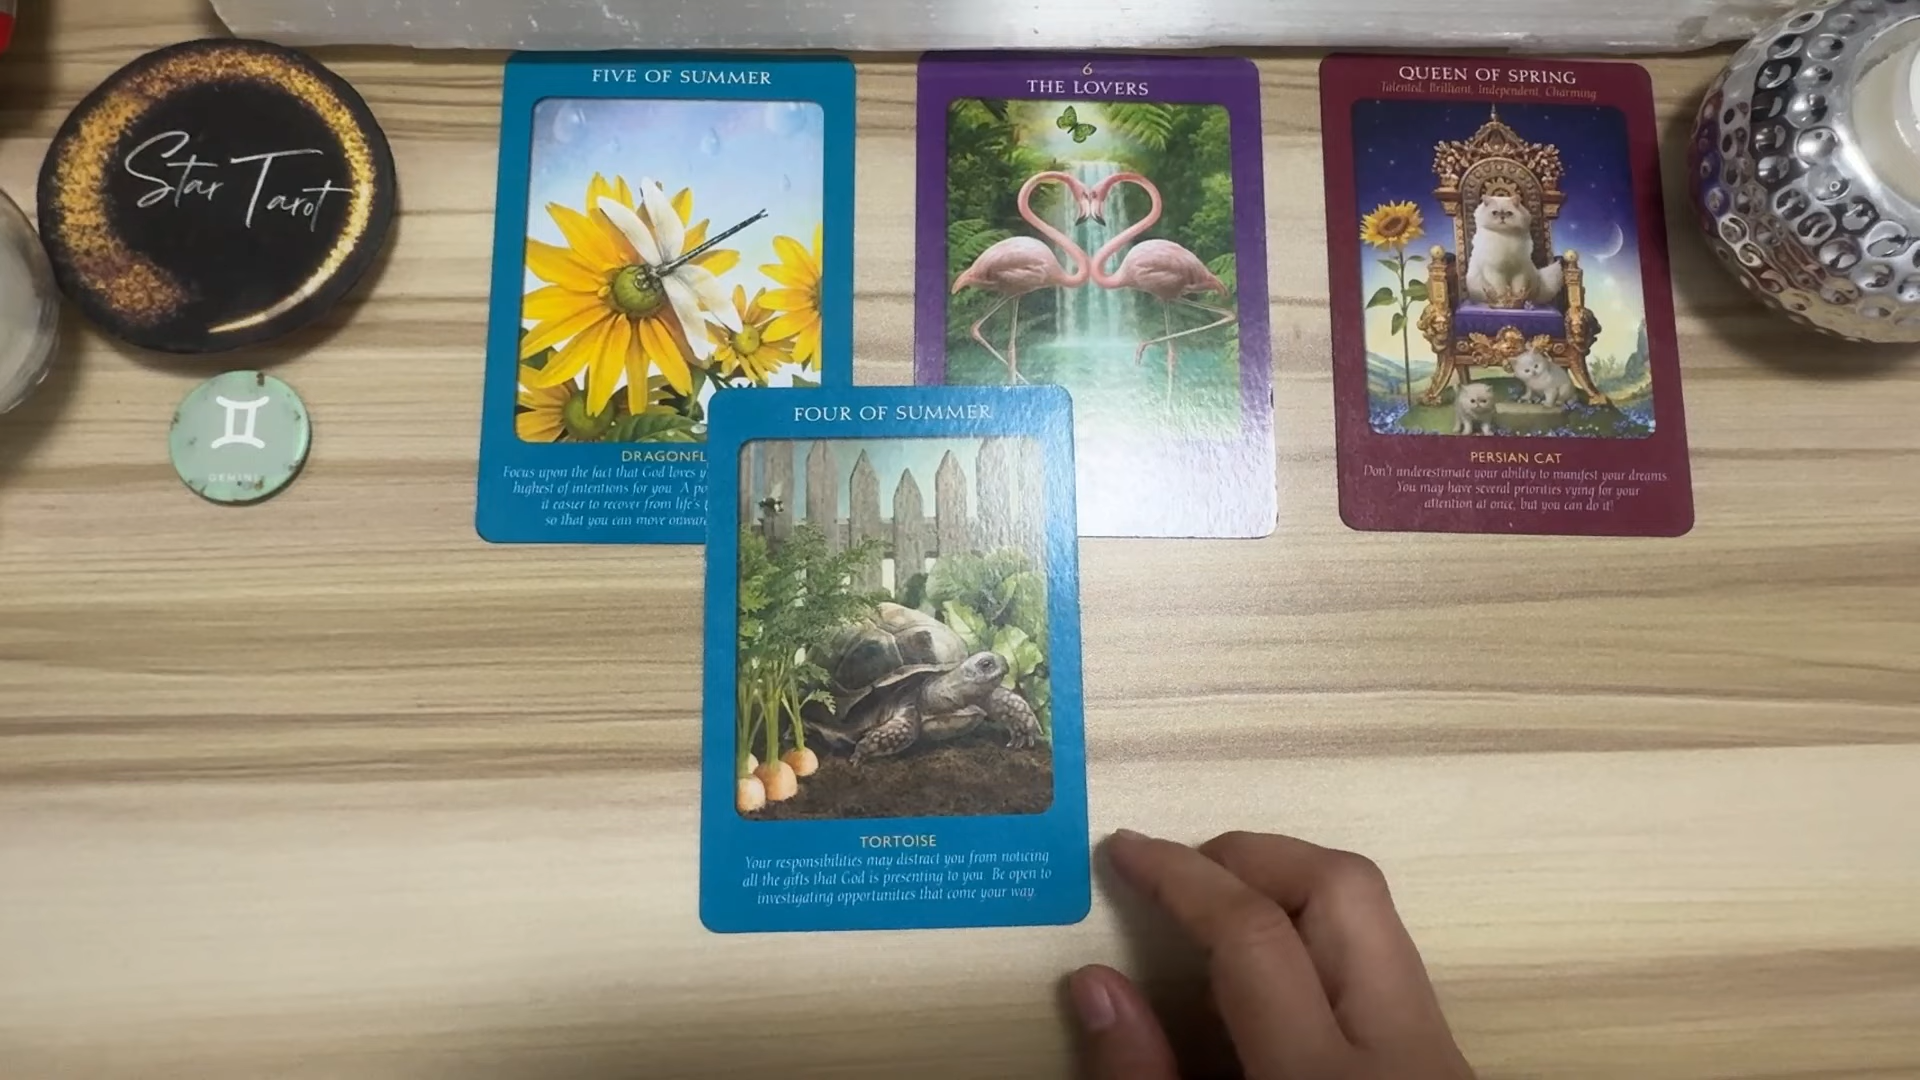 Star Tarot
GEMINI
FIVE OF SUMMER
DRAGONFL
Focus upon the fact that God loves y
highest of intentions for you. A po
it easier to recover from life's
so that you can move onwar
6
THE LOVERS
QUEEN OF SPRING
Talented, Brilliant, Independent, Charming
PERSIAN CAT
Don't underestimate your ability to manifest your dreams.
You may have several priorities vying for your
attention at once, but you can do it!
FOUR OF SUMMER
TORTOISE
Your responsibilities may distract you from noticing
all the gifts that God is presenting to you. Be open to
investigating opportunities that come your way.